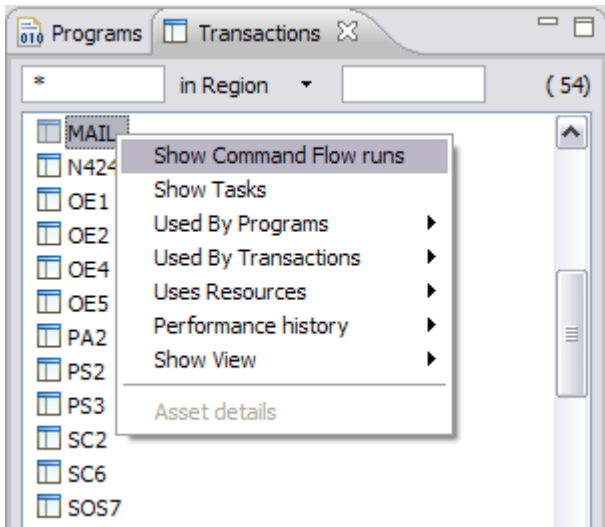 010 Programs Transactions
* in Region ( 54)
MAIL
N424
OE1
OE2
OE4
OE5
PA2
PS2
PS3
SC2
SC6
SOS7
Show Command Flow runs
Show Tasks
Used By Programs
Used By Transactions
Uses Resources
Performance history
Show View
Asset details